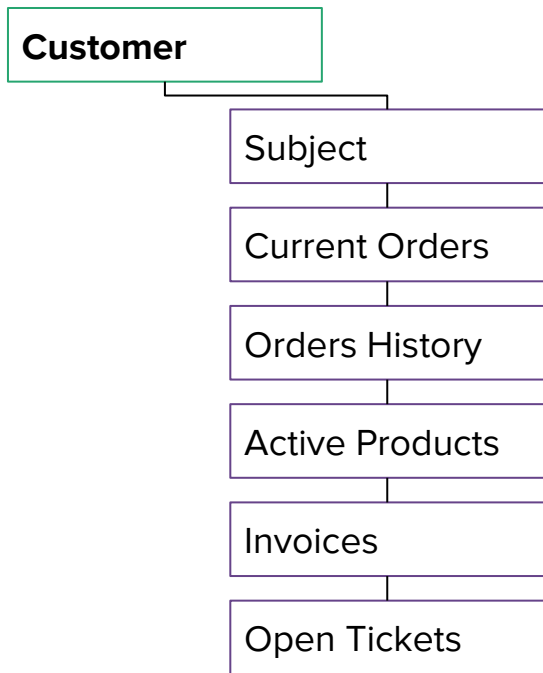 Customer
Subject
Current Orders
Orders History
Active Products
Invoices
Open Tickets